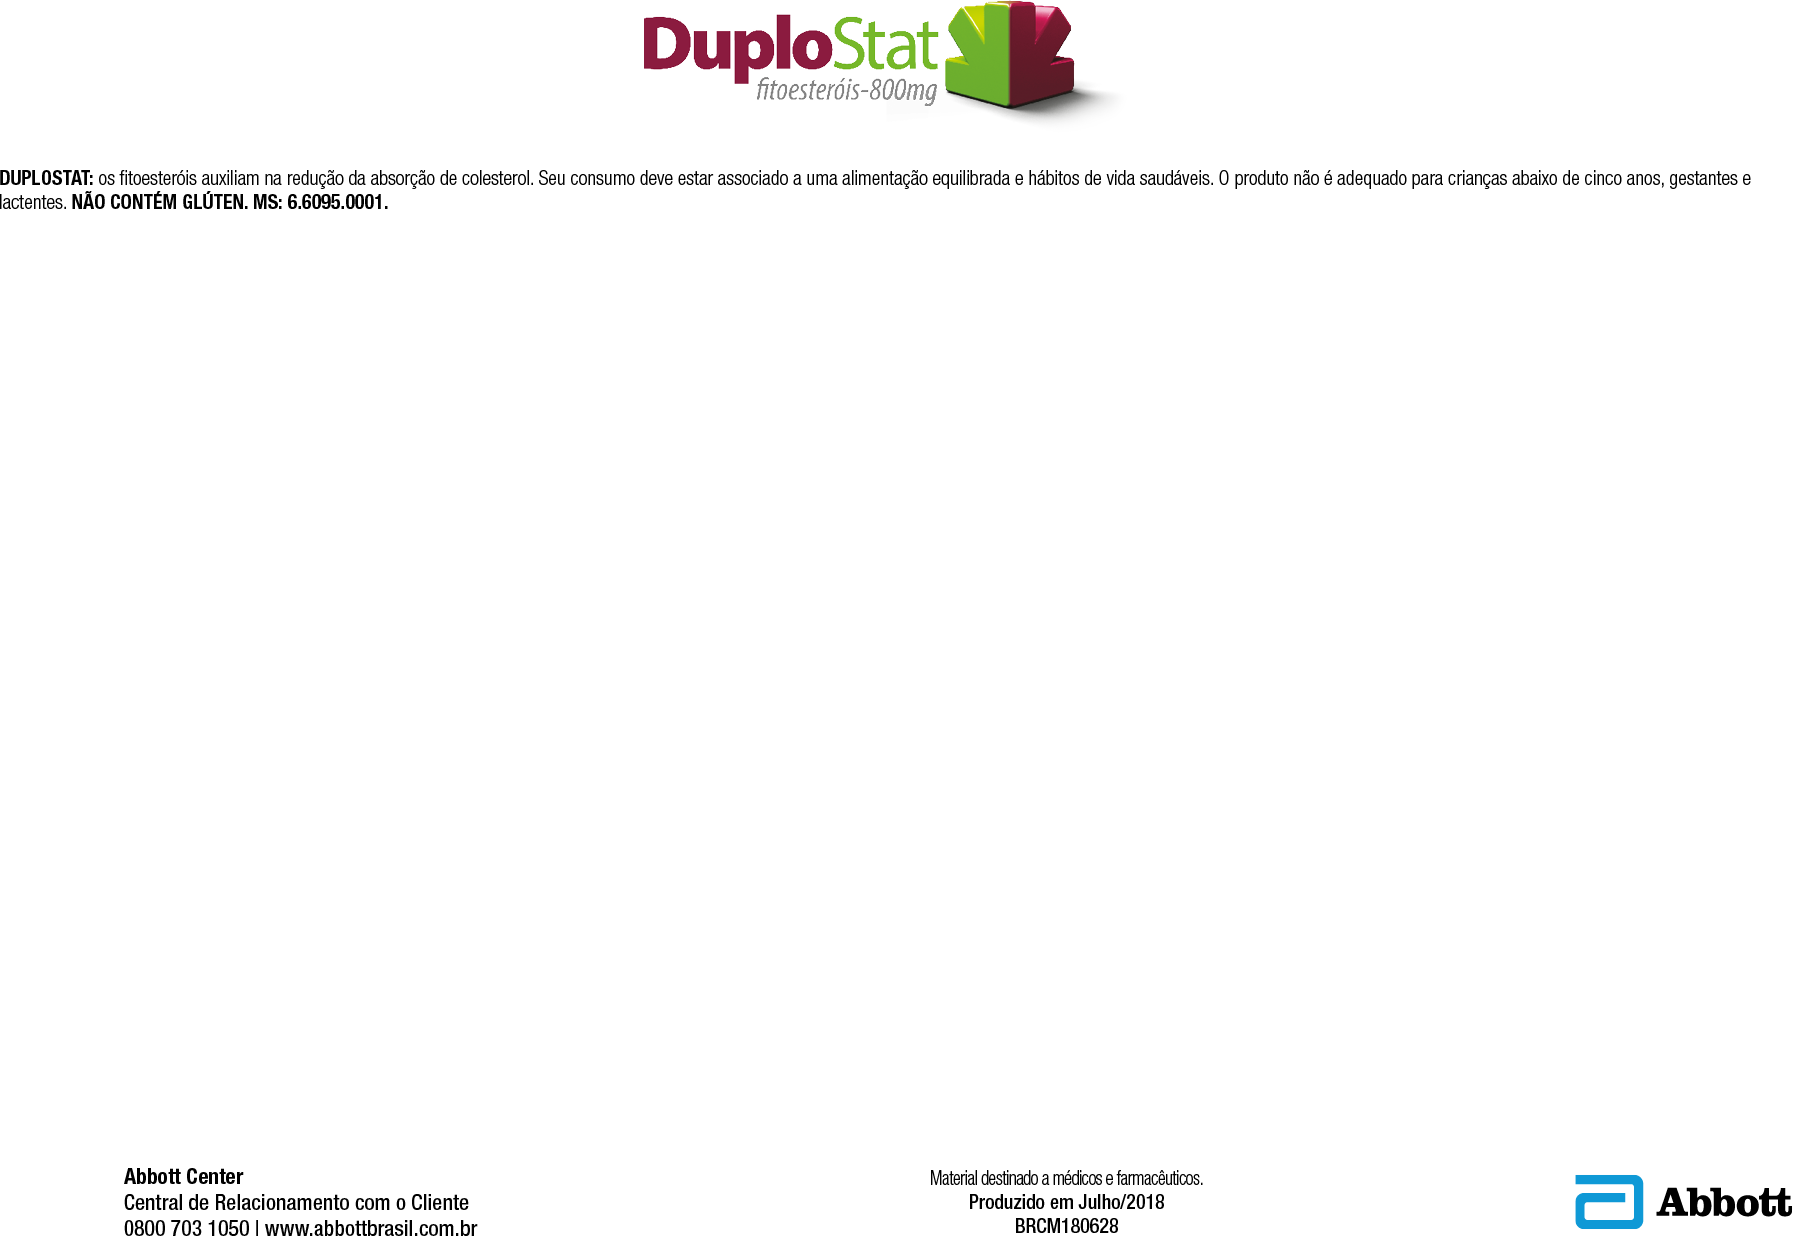 DuploStat
fitoesteróis-800mg
DUPLOSTAT: os fitoesteróis auxiliam na redução da absorção de colesterol. Seu consumo deve estar associado a uma alimentação equilibrada e hábitos de vida saudáveis. O produto não é adequado para crianças abaixo de cinco anos, gestantes e
lactentes. NÃO CONTÉM GLÚTEN. MS: 6.6095.0001.
Abbott Center
Central de Relacionamento com o Cliente
0800 703 1050 | www.abbottbrasil.com.br
Material destinado a médicos e farmacêuticos.
Produzido em Julho/2018
BRCM180628
Abbott